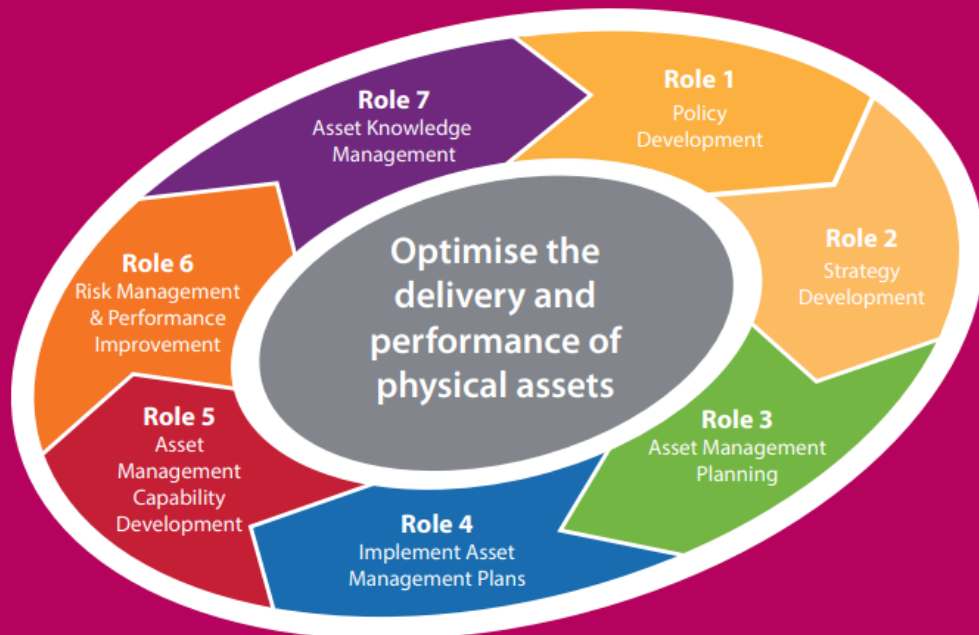 Role 1
Policy
Development
Role 2
Strategy
Development
Role 3
Asset Management
Planning
Role 4
Implement Asset
Management Plans
Role 5
Asset
Management
Capability
Development
Role 6
Risk Management
& Performance
Improvement
Role 7
Asset Knowledge
Management
Optimise the
delivery and
performance of
physical assets